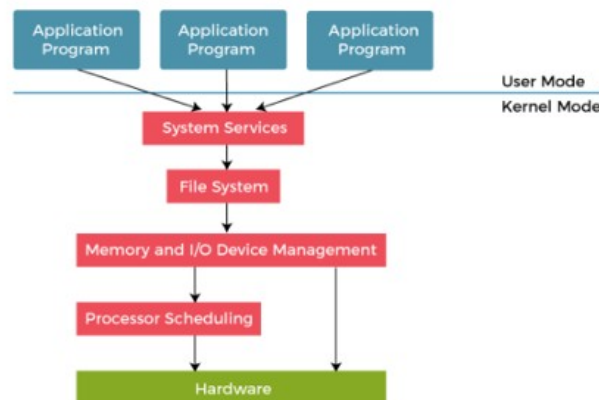 Application
Program
Application
Program
Application
Program
User Mode
Kernel Mode
System Services
File System
Memory and I/O Device Management
Processor Scheduling
Hardware